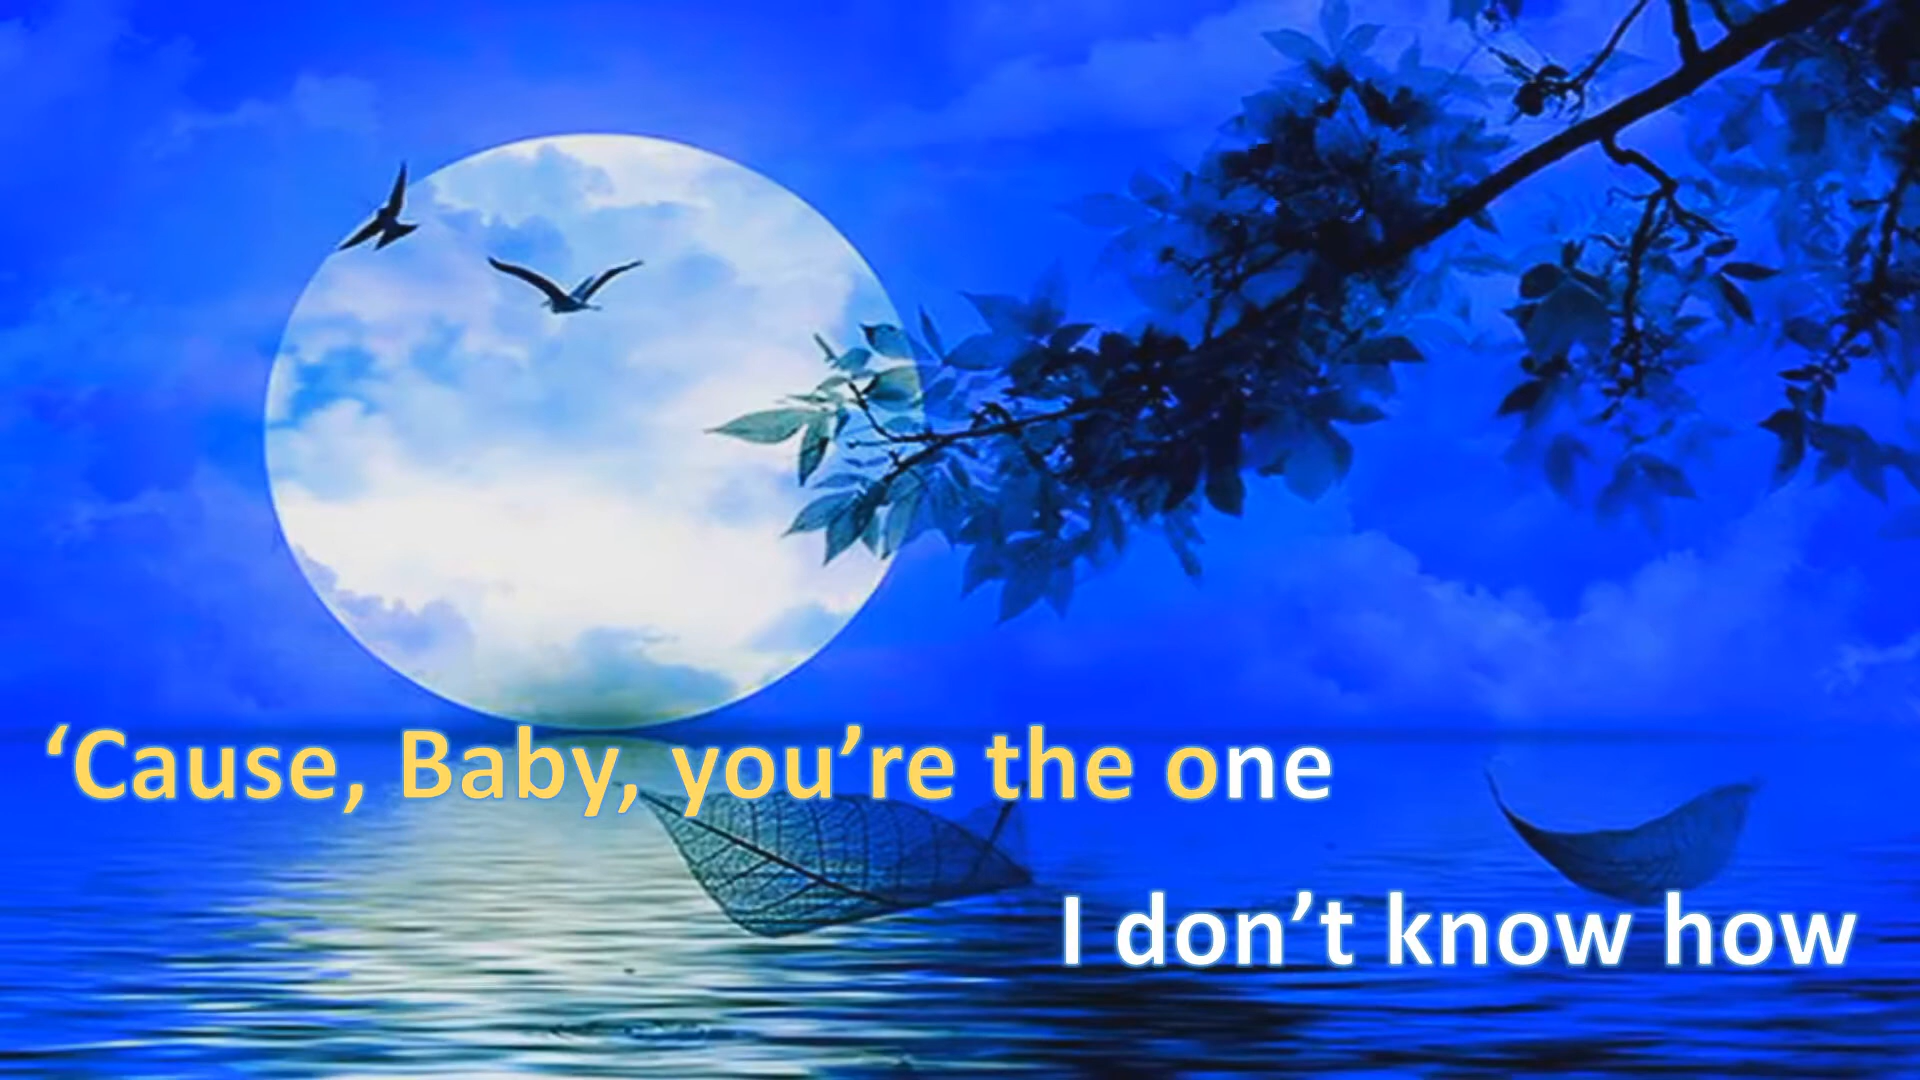 ‘Cause, Baby, you’re the one
I don’t know how